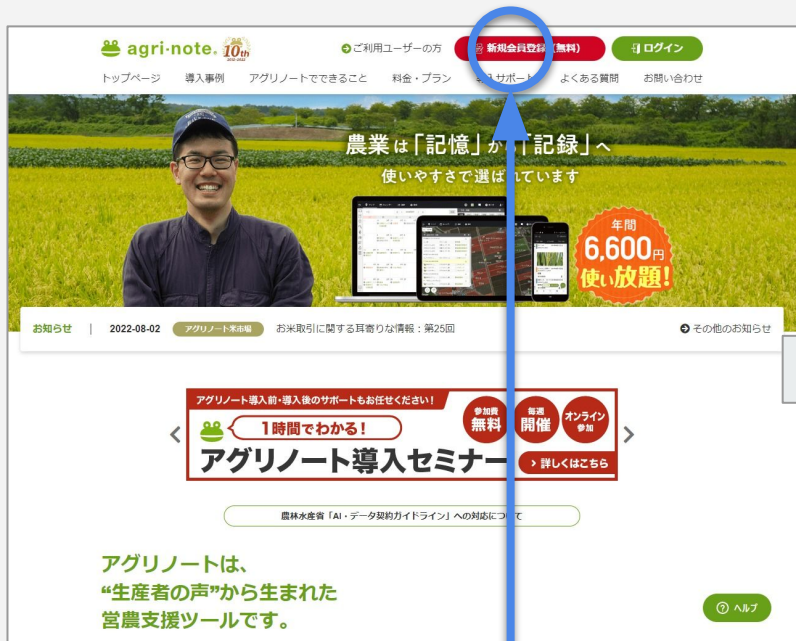 agri-note. 10th
2012-2022
ご利用ユーザーの方
新規会員登録(無料)
ログイン
トップページ 導入事例 アグリノートでできること 料金・プラン 導入サポート よくある質問 お問い合わせ
農業は「記憶」から「記録」へ
使いやすさで選ばれています
年間
6,600円
使い放題!
お知らせ 2022-08-02 アグリノート米市場 お米取引に関する耳寄りな情報:第25回 その他のお知らせ
アグリノート導入前・導入後のサポートもお任せください!
1時間でわかる!
アグリノート導入セミナー
参加費
無料
毎週
開催
オンライン
参加
詳しくはこちら
農林水産省「AI・データ契約ガイドライン」への対応について
アグリノートは、
“生産者の声”から生まれた
営農支援ツールです。
ヘルプ